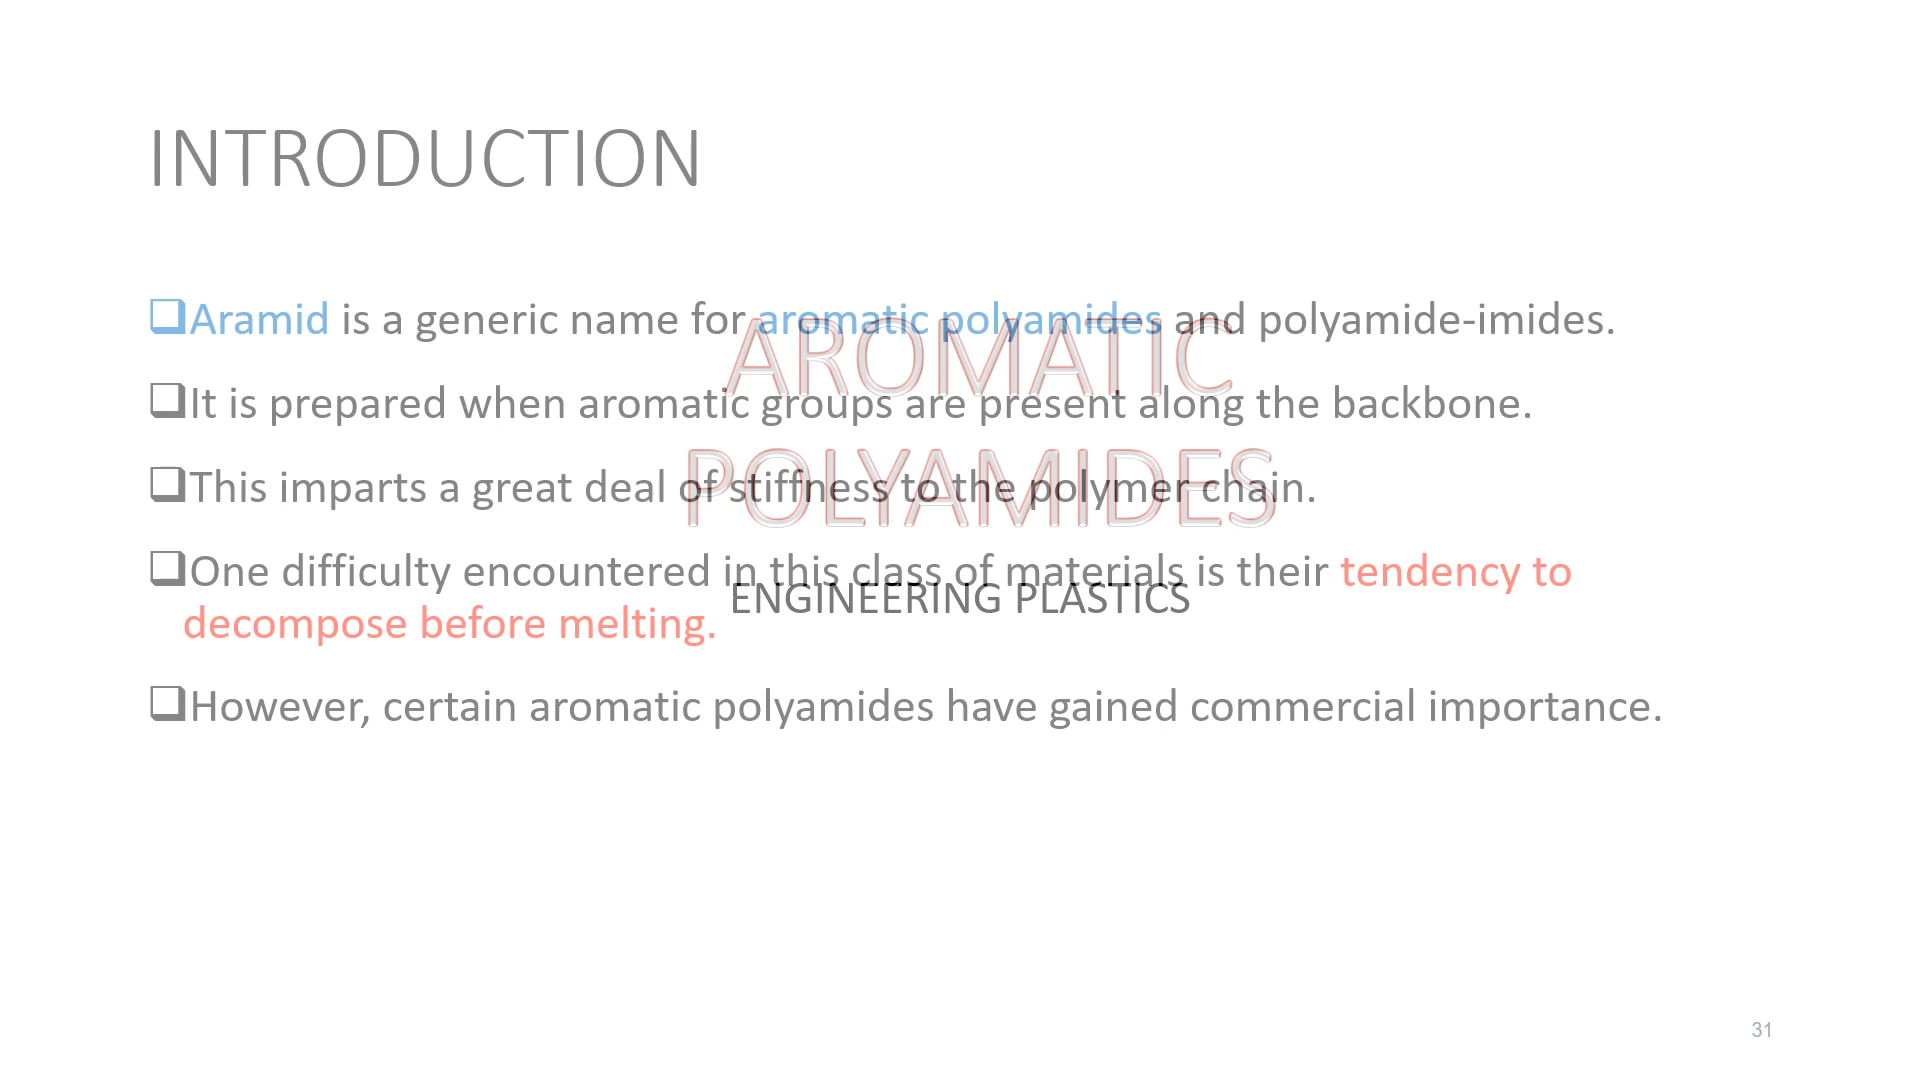 INTRODUCTION
❑Aramid is a generic name for aromatic polyamides and polyamide-imides.
❑It is prepared when aromatic groups are present along the backbone.
❑This imparts a great deal of stiffness to the polymer chain.
❑One difficulty encountered in this class of materials is their tendency to
decompose before melting.
❑However, certain aromatic polyamides have gained commercial importance.
AROMATIC
POLYAMIDES
ENGINEERING PLASTICS
31